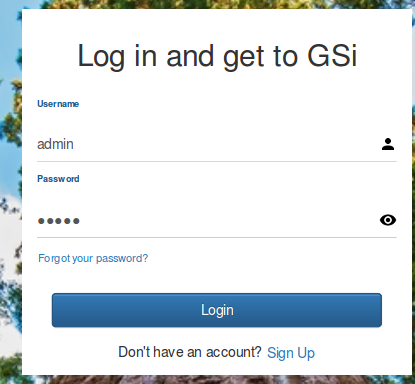 Log in and get to GSi
Username
admin
Password
●●●●●
Forgot your password?
Login
Don't have an account? Sign Up